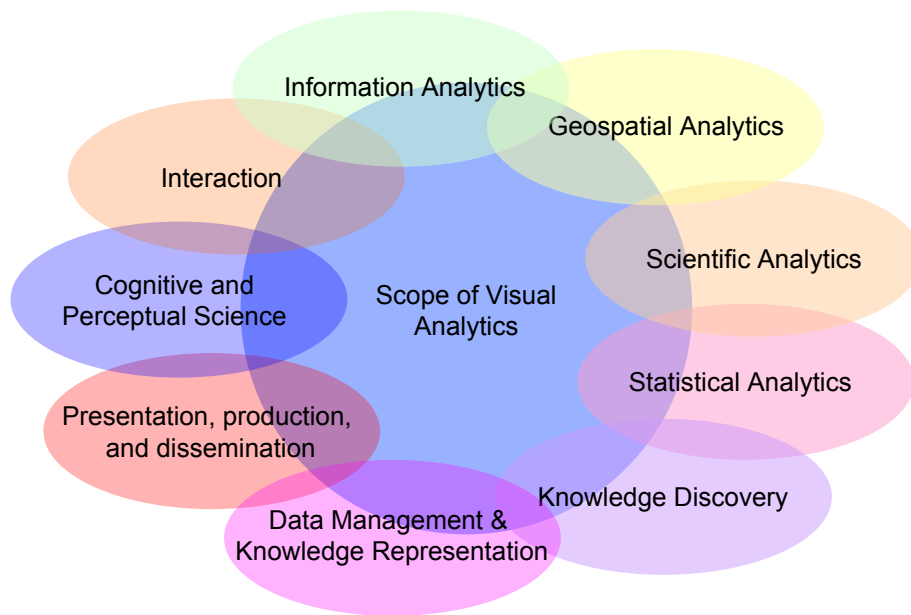 Information Analytics
Geospatial Analytics
Interaction
Scientific Analytics
Cognitive and
Perceptual Science
Scope of Visual
Analytics
Statistical Analytics
Presentation, production,
and dissemination
Knowledge Discovery
Data Management &
Knowledge Representation